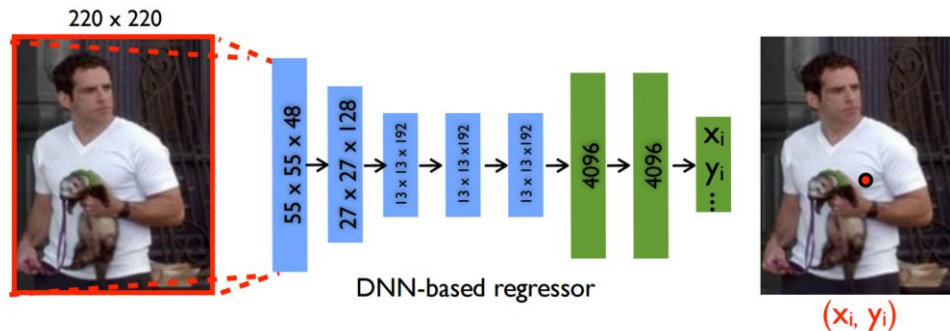 220 x 220
55 x 55 x 48
27 x 27 x 128
13 x 13 x 192
13 x 13 x 192
13 x 13 x192
4096
4096
xi
yi
...
DNN-based regressor
(xi, yi)